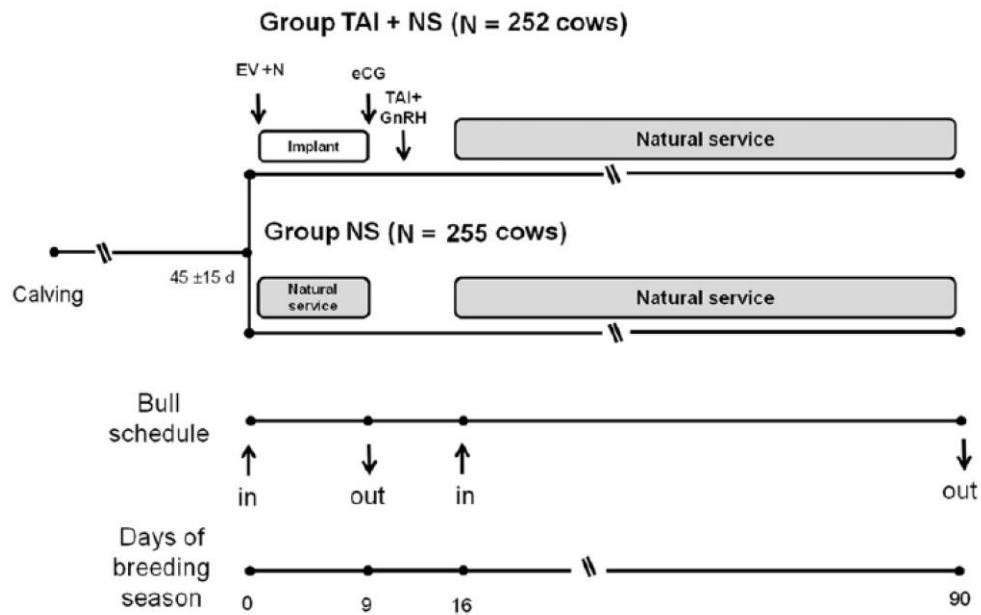 Group TAI + NS (N = 252 cows)
EV +N
eCG
TAI+
GnRH
Implant
Natural service
Group NS (N = 255 cows)
45 ±15 d
Calving
Natural
service
Natural service
Bull
schedule
in
out
in
out
Days of
breeding
season
0
9
16
90